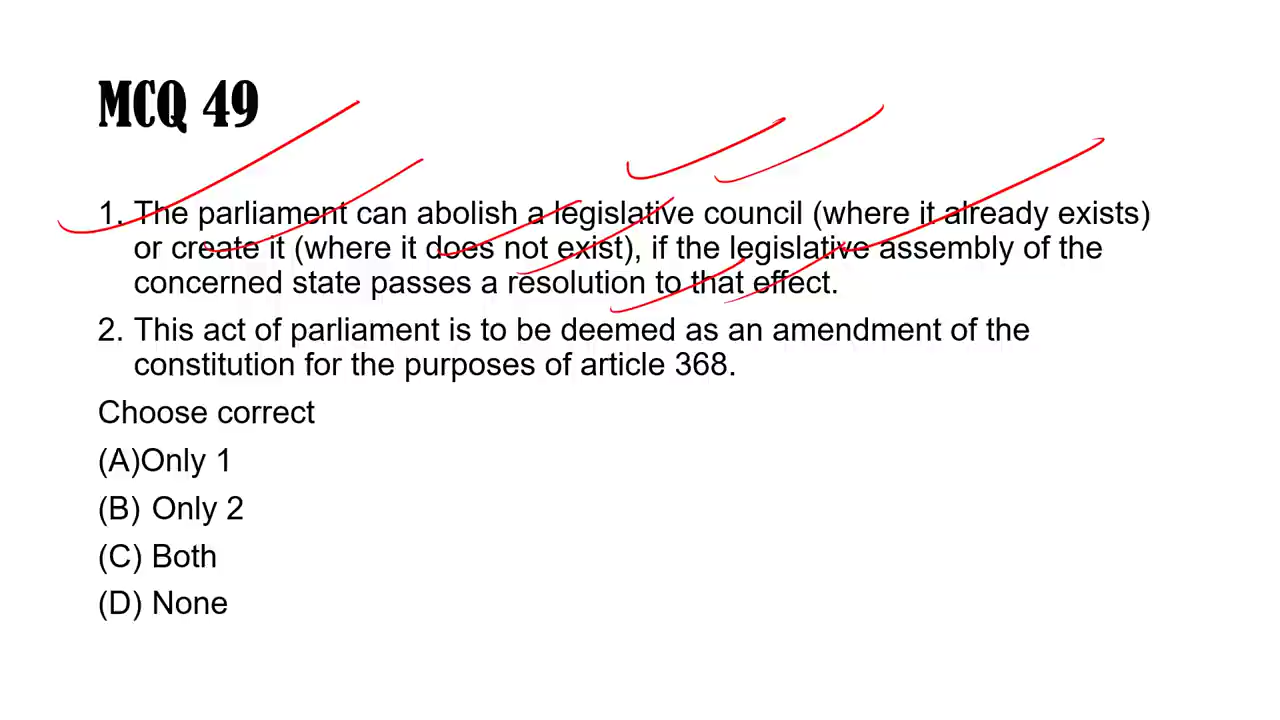 MCQ 49
1. The parliament can abolish a legislative council (where it already exists)
or create it (where it does not exist), if the legislative assembly of the
concerned state passes a resolution to that effect.
2. This act of parliament is to be deemed as an amendment of the
constitution for the purposes of article 368.
Choose correct
(A)Only 1
(B) Only 2
(C) Both
(D) None